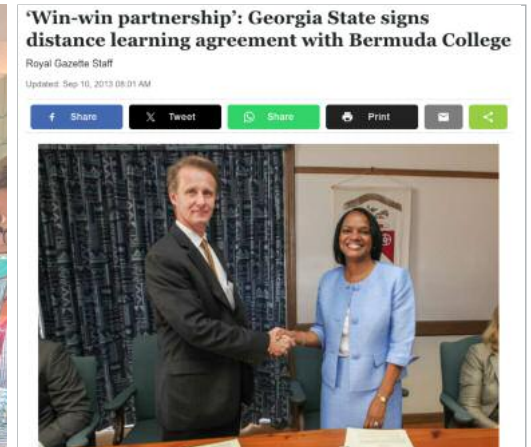 ‘Win-win partnership’: Georgia State signs
distance learning agreement with Bermuda College
Royal Gazette Staff
Updated: Sep 10, 2013 08:01 AM
Share
Tweet
Share
Print